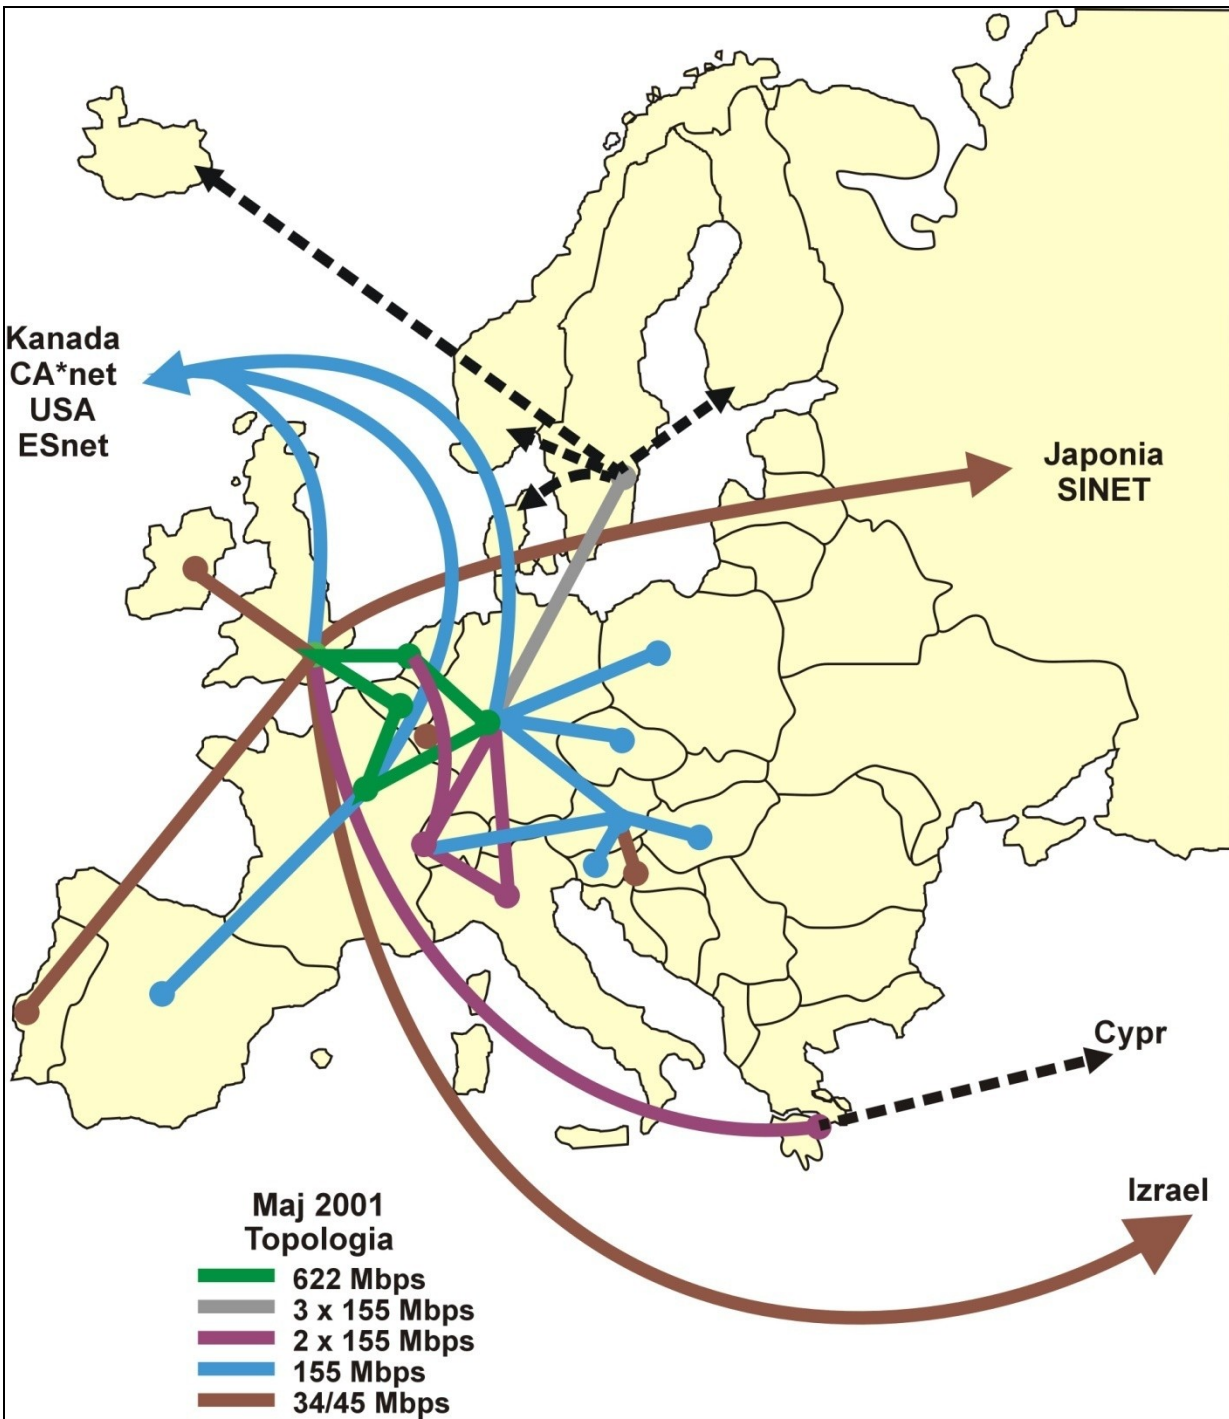 Kanada
CA*net
USA
ESnet
Japonia
SINET
Cypr
Izrael
Maj 2001
Topologia
622 Mbps
3 x 155 Mbps
2 x 155 Mbps
155 Mbps
34/45 Mbps